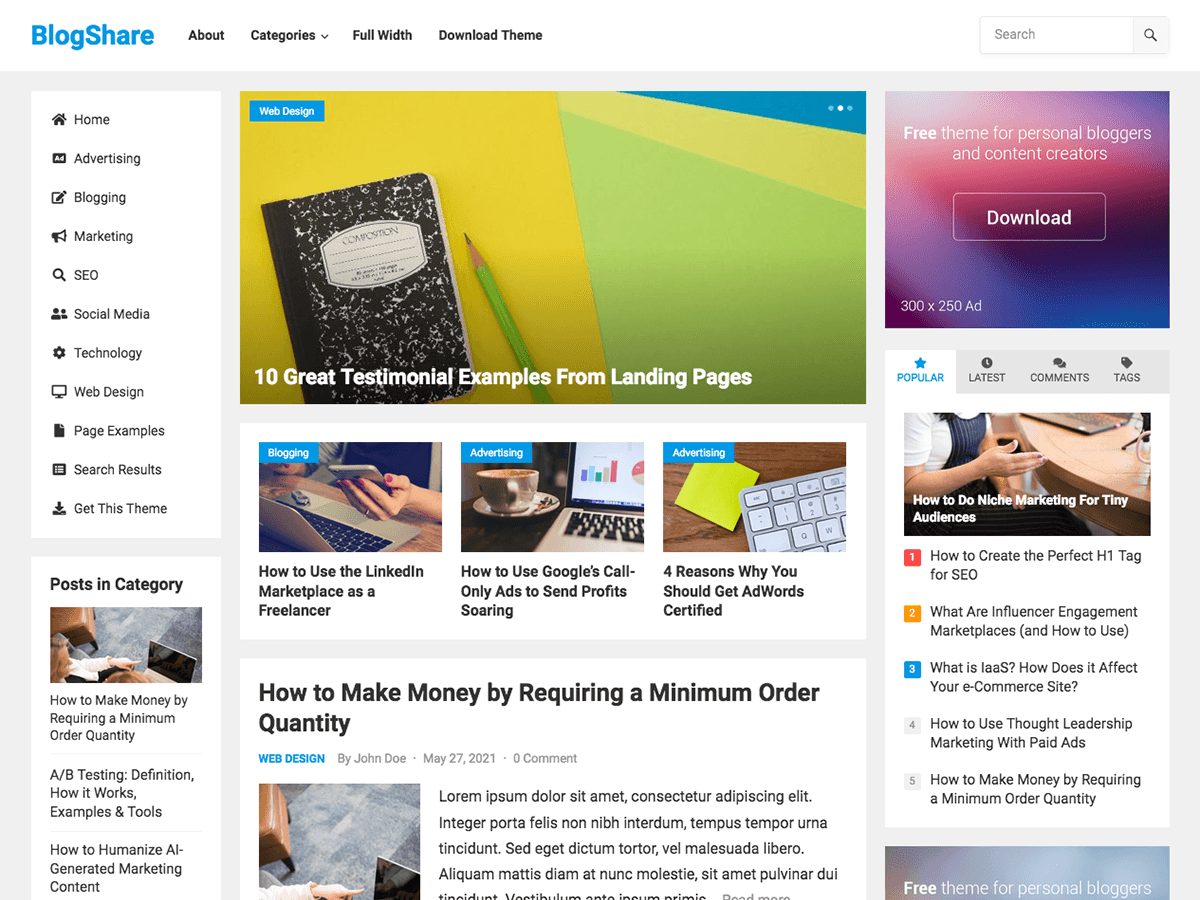 BlogShare
About
Categories
Full Width
Download Theme
Search
Home
Advertising
Blogging
Marketing
SEO
Social Media
Technology
Web Design
Page Examples
Search Results
Get This Theme
Posts in Category
How to Make Money by
Requiring a Minimum
Order Quantity
A/B Testing: Definition,
How it Works,
Examples & Tools
How to Humanize AI-
Generated Marketing
Content
Web Design
COMPOSITION
10 Great Testimonial Examples From Landing Pages
Blogging
How to Use the LinkedIn
Marketplace as a
Freelancer
Advertising
How to Use Google’s Call-
Only Ads to Send Profits
Soaring
Advertising
4 Reasons Why You
Should Get AdWords
Certified
How to Make Money by Requiring a Minimum Order
Quantity
WEB DESIGN By John Doe · May 27, 2021 · 0 Comment
Lorem ipsum dolor sit amet, consectetur adipiscing elit.
Integer porta felis non nibh interdum, tempus tempor urna
tincidunt. Sed eget dictum tortor, vel malesuada libero.
Aliquam mattis diam at nunc molestie, sit amet pulvinar dui
tincidunt. Vestibulum ante ipsum primis... Read more
Free theme for personal bloggers
and content creators
Download
300 x 250 Ad
POPULAR
LATEST
COMMENTS
TAGS
How to Do Niche Marketing For Tiny
Audiences
1 How to Create the Perfect H1 Tag
for SEO
2 What Are Influencer Engagement
Marketplaces (and How to Use)
3 What is IaaS? How Does it Affect
Your e-Commerce Site?
4 How to Use Thought Leadership
Marketing With Paid Ads
5 How to Make Money by Requiring
a Minimum Order Quantity
Free theme for personal bloggers